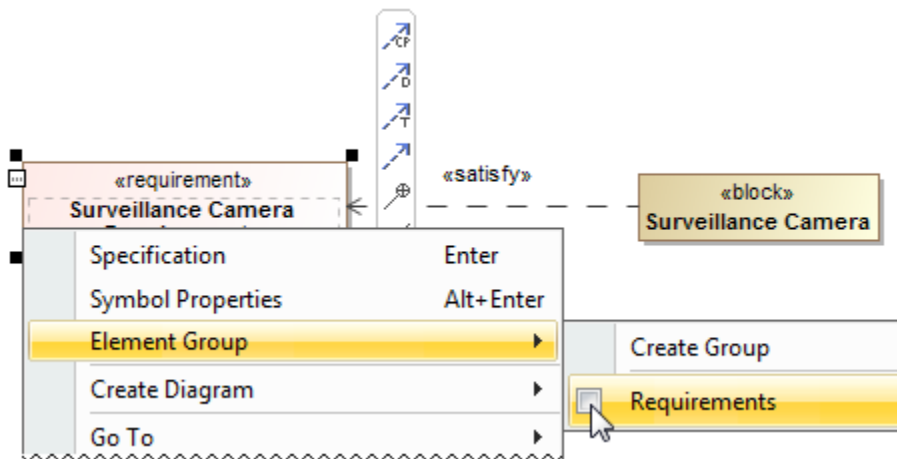 CP
D
T
«requirement»
Surveillance Camera
«satisfy»
«block»
Surveillance Camera
Specification Enter
Symbol Properties Alt+Enter
Element Group
Create Diagram
Go To
Create Group
Requirements